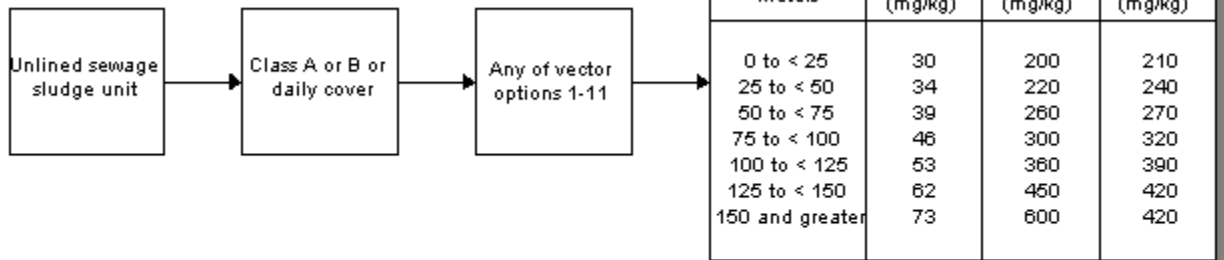 Unlined sewage
sludge unit
Class A or B or
daily cover
Any of vector
options 1-11
(mg/kg) (mg/kg) (mg/kg)
0 to < 25 30 200 210
25 to < 50 34 220 240
50 to < 75 39 260 270
75 to < 100 46 300 320
100 to < 125 53 360 390
125 to < 150 62 450 420
150 and greater 73 600 420